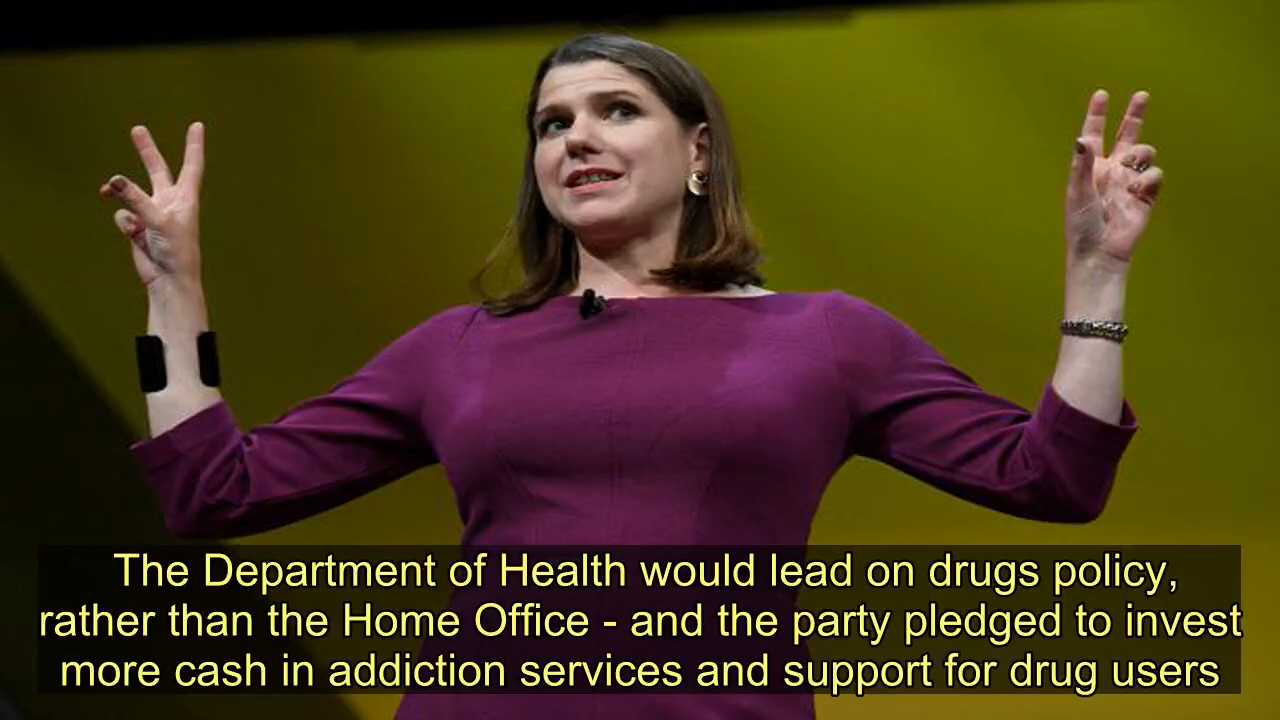 The Department of Health would lead on drugs policy,
rather than the Home Office - and the party pledged to invest
more cash in addiction services and support for drug users